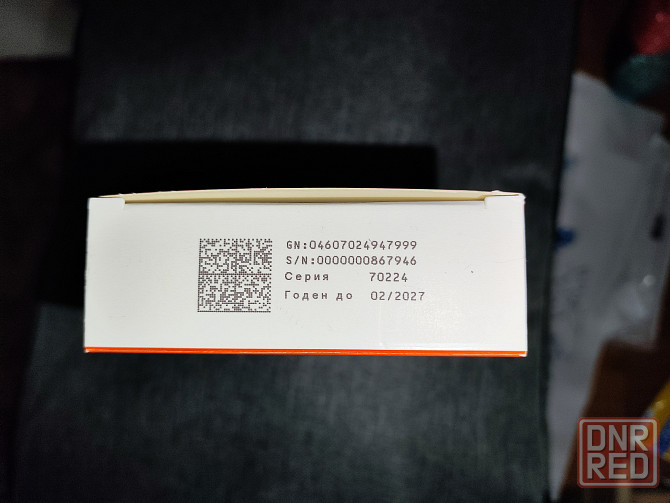 GN:04607024947999
S/N:0000000867946
Серия 70224
Годен до 02/2027
DNR
RED